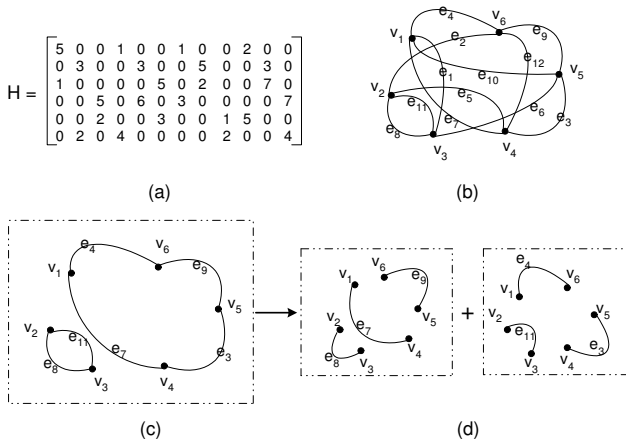 5 0 0 1 0 0 1 0 0 2 0 0
0 3 0 0 3 0 0 5 0 0 3 0
H = 1 0 0 0 0 5 0 2 0 0 7 0
0 0 5 0 6 0 3 0 0 0 0 7
0 0 2 0 0 3 0 0 1 5 0 0
0 2 0 4 0 0 0 0 2 0 0 4
(a)
e4 v6 e9
v1 e2 e12
e1 e10 v5
v2 e11 e5 e6
e8 v3 e7 v4 e3
(b)
e4 v6
v1 e9
v5
v2 e11
e8 v3 e7 v4 e3
(c)
v6 e9
v1
v5
v2 e7 v4
e8 v3
+
e4 v6
v1
v5
v2 e11
v3 v4 e3
(d)